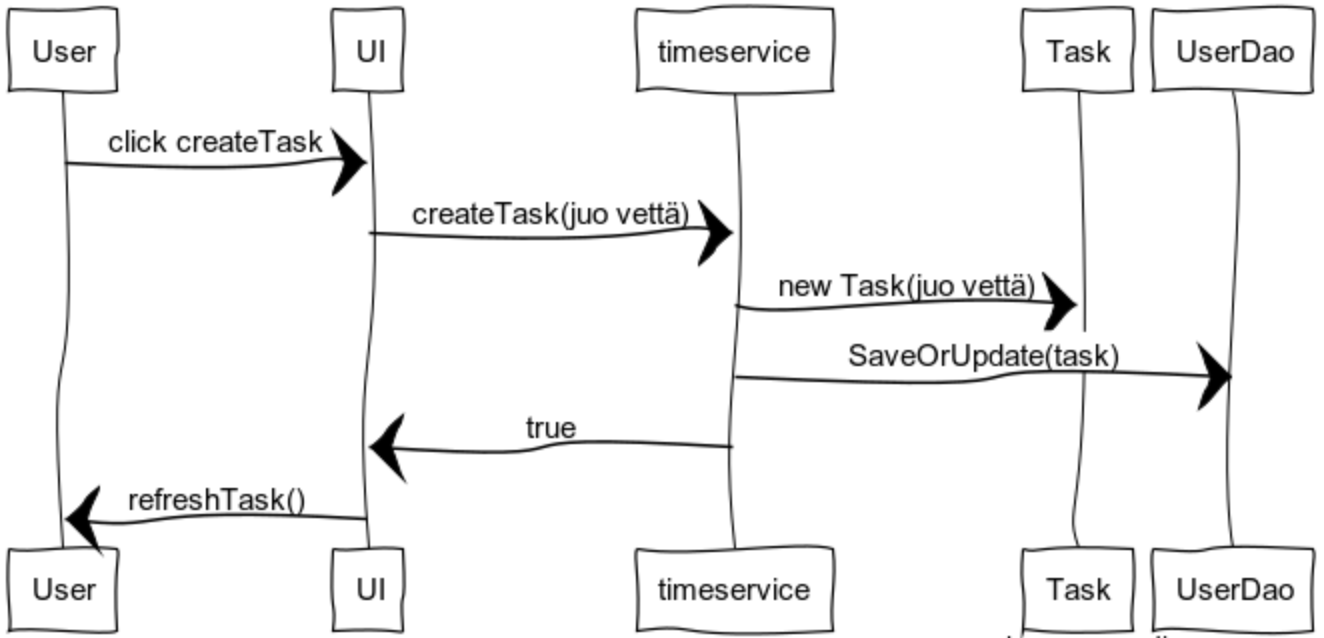 User UI timeservice Task UserDao
click createTask
createTask(juo vettä)
new Task(juo vettä)
SaveOrUpdate(task)
true
refreshTask()
User UI timeservice Task UserDao